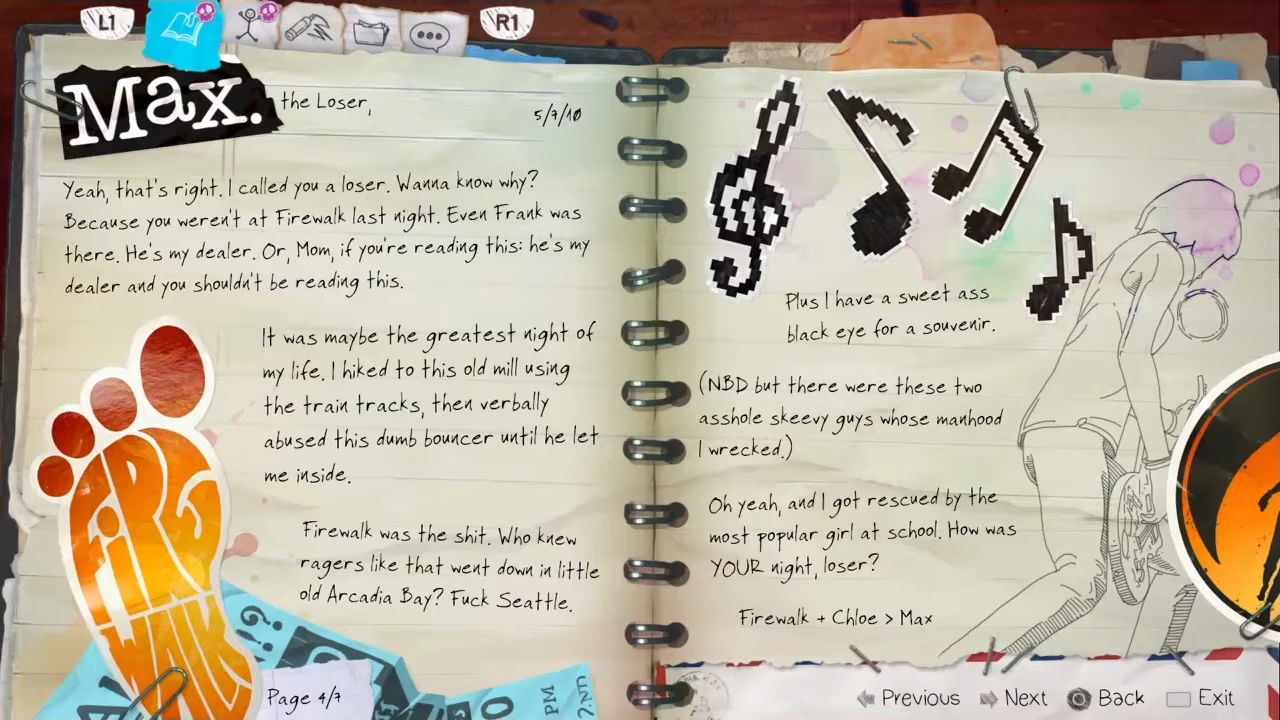 L1
R1
Max.
the Loser,
5/7/10
Yeah, that's right. I called you a loser. Wanna know why?
Because you weren't at Firewalk last night. Even Frank was
there. He's my dealer. Or, Mom, if you're reading this: he's my
dealer and you shouldn't be reading this.
It was maybe the greatest night of
my life. I hiked to this old mill using
the train tracks, then verbally
abused this dumb bouncer until he let
me inside.
Firewalk was the shit. Who knew
ragers like that went down in little
old Arcadia Bay? Fuck Seattle.
FIRE
WALK
PM
Page 4/7
Plus I have a sweet ass
black eye for a souvenir.
(NBD but there were these two
asshole skeevy guys whose manhood
I wrecked.)
Oh yeah, and I got rescued by the
most popular girl at school. How was
YOUR night, loser?
Firewalk + Chloe > Max
Previous
Next
Back
Exit